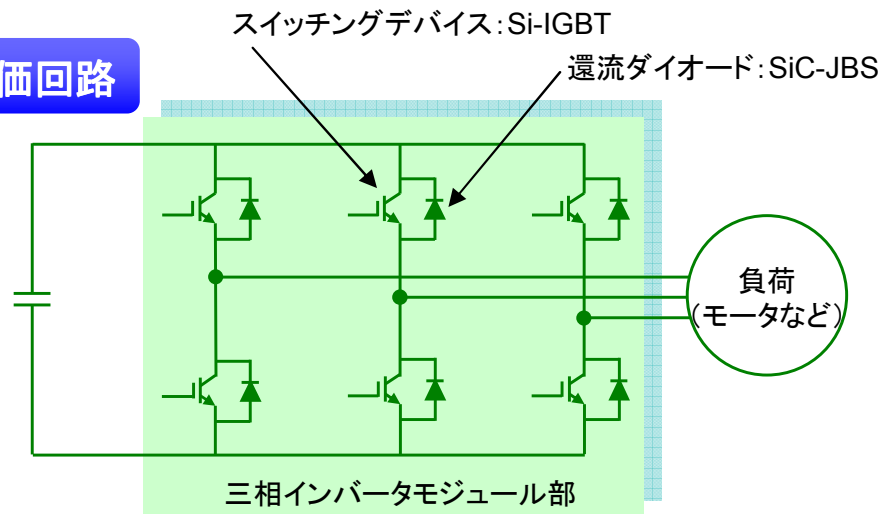 スイッチングデバイス:Si-IGBT
還流ダイオード:SiC-JBS
価回路
負荷
(モータなど)
三相インバータモジュール部